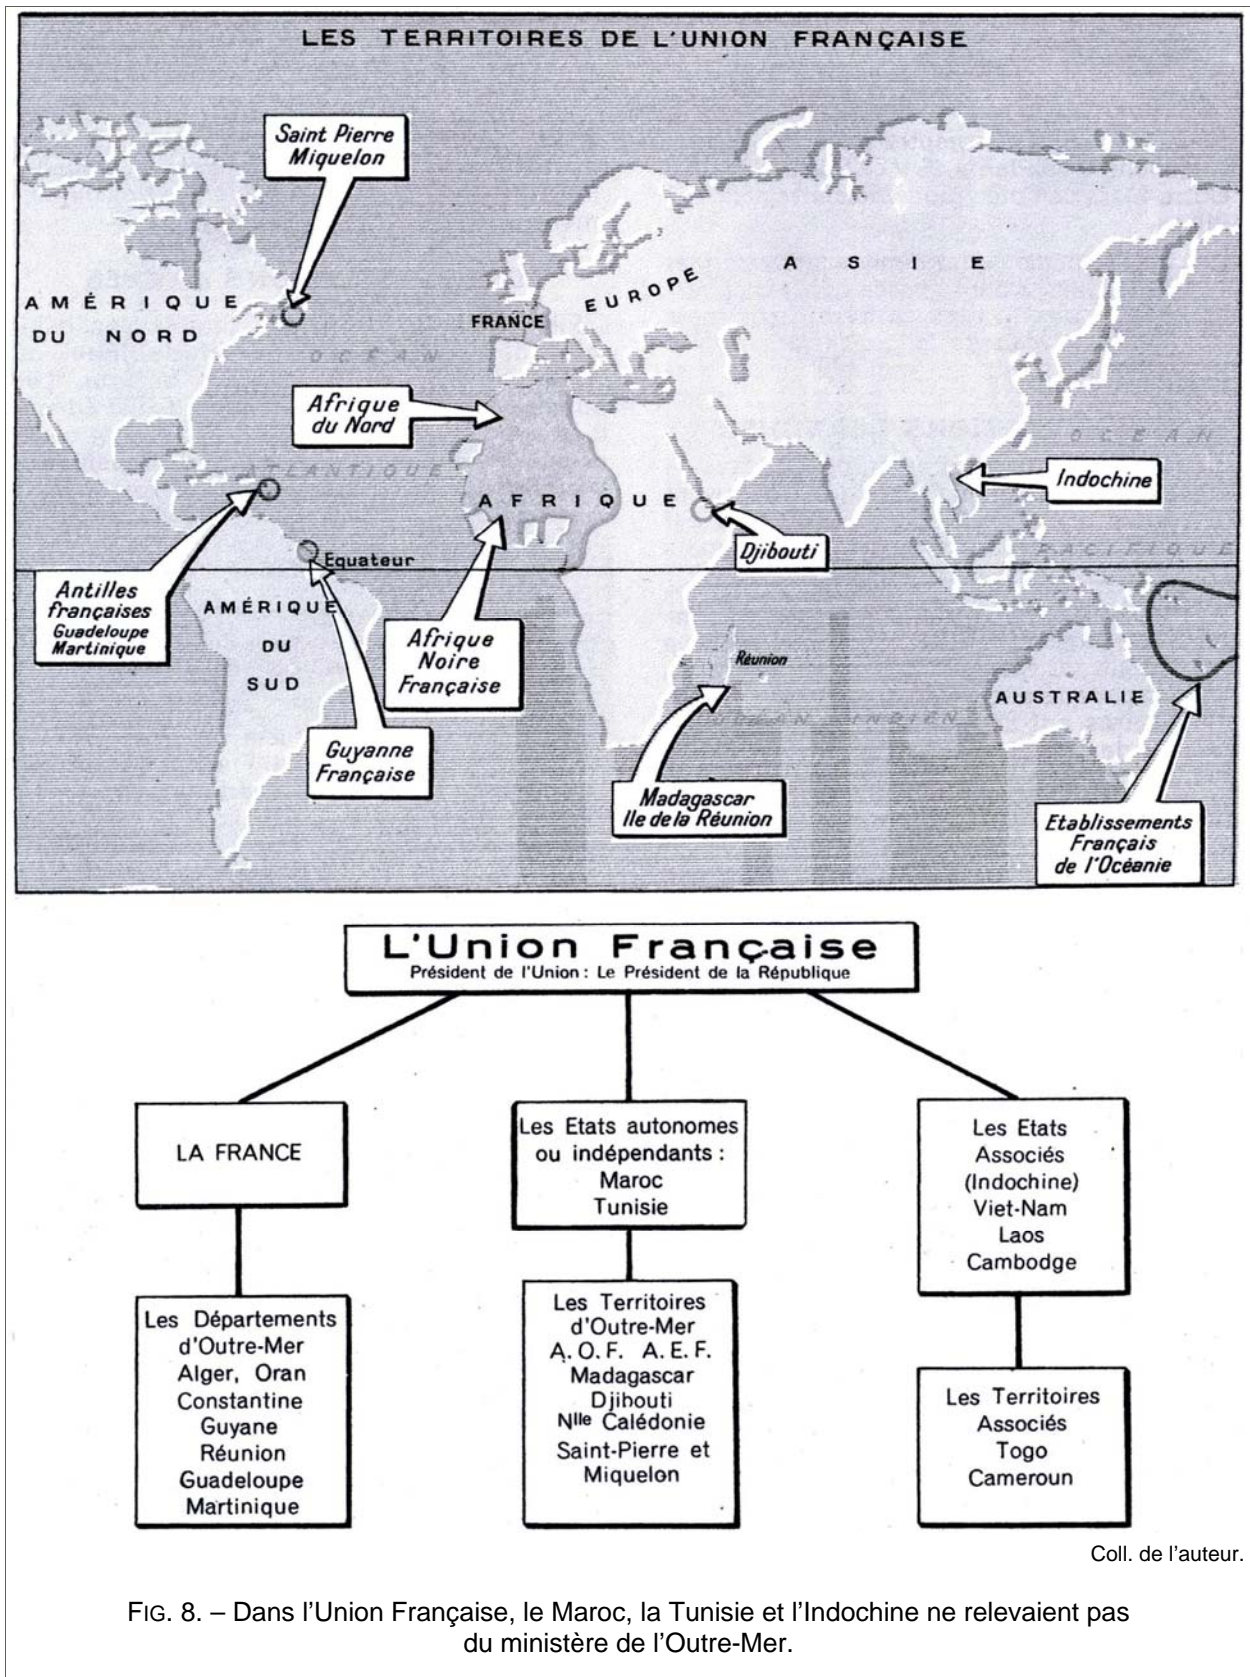 LES TERRITOIRES DE L'UNION FRANÇAISE
Saint Pierre
Miquelon
AMÉRIQUE
DU NORD
ASIE
EUROPE
FRANCE
OCÉAN
ATLANTIQUE
Afrique
du Nord
OCÉAN
PACIFIQUE
Indochine
AFRIQUE
Djibouti
Equateur
Antilles
françaises
Guadeloupe
Martinique
AMÉRIQUE
DU
SUD
Afrique
Noire
Française
Réunion
OCÉAN INDIEN
AUSTRALIE
Guyanne
Française
Madagascar
Ile de la Réunion
Etablissements
Français
de l'Océanie
L'Union Française
Président de l'Union : Le Président de la République
LA FRANCE
Les Etats autonomes
ou indépendants :
Maroc
Tunisie
Les Etats
Associés
(Indochine)
Viet-Nam
Laos
Cambodge
Les Départements
d'Outre-Mer
Alger, Oran
Constantine
Guyane
Réunion
Guadeloupe
Martinique
Les Territoires
d'Outre-Mer
A. O. F. A. E. F.
Madagascar
Djibouti
Nlle Calédonie
Saint-Pierre et
Miquelon
Les Territoires
Associés
Togo
Cameroun
Coll. de l'auteur.
FIG. 8. – Dans l'Union Française, le Maroc, la Tunisie et l'Indochine ne relevaient pas
du ministère de l'Outre-Mer.